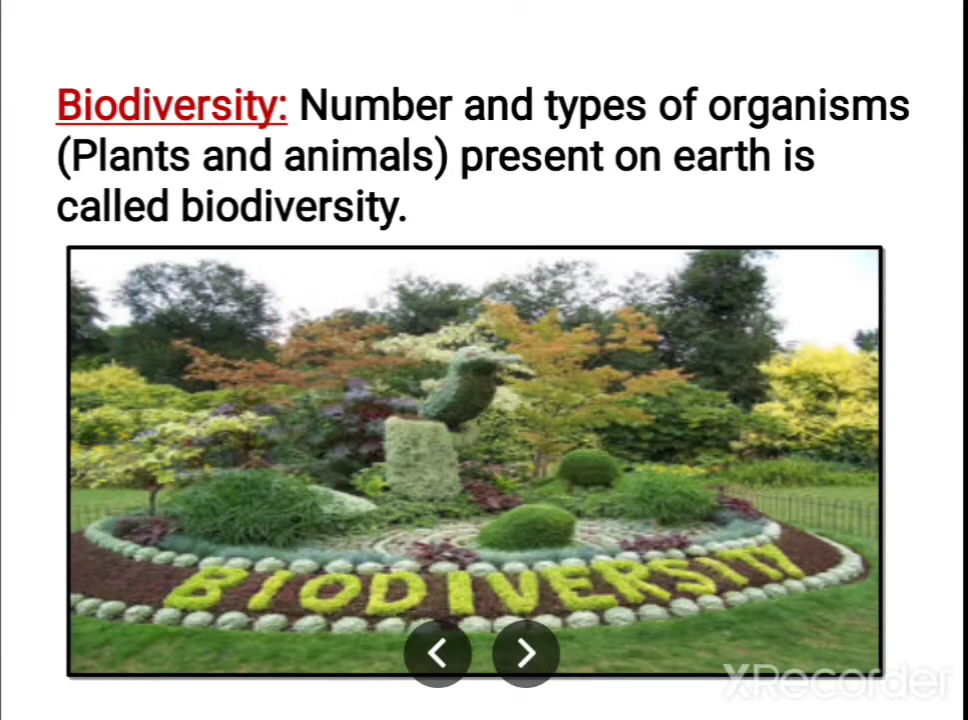 Biodiversity: Number and types of organisms
(Plants and animals) present on earth is
called biodiversity.
BIODIVERSITY
XRecorder